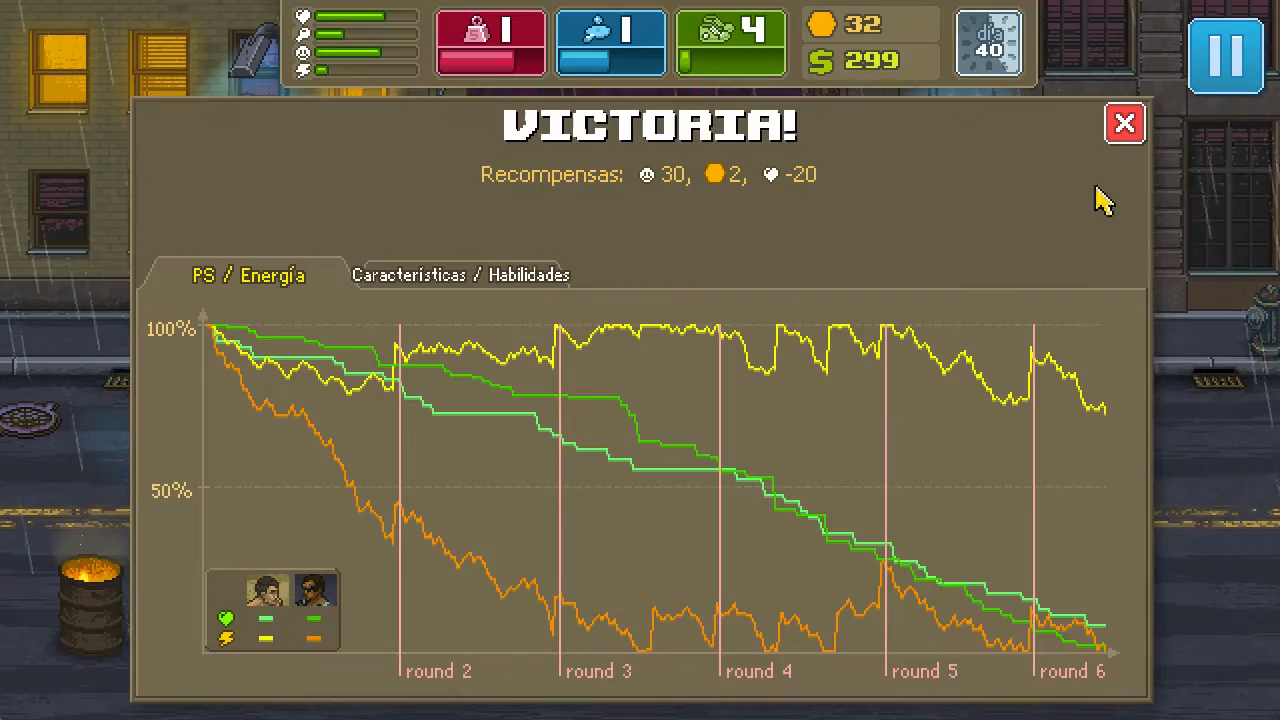 1
1
4
32
$ 299
día
40
VICTORIA!
Recompensas: 30, 2, -20
PS / Energía
Características / Habilidades
100%
50%
round 2
round 3
round 4
round 5
round 6